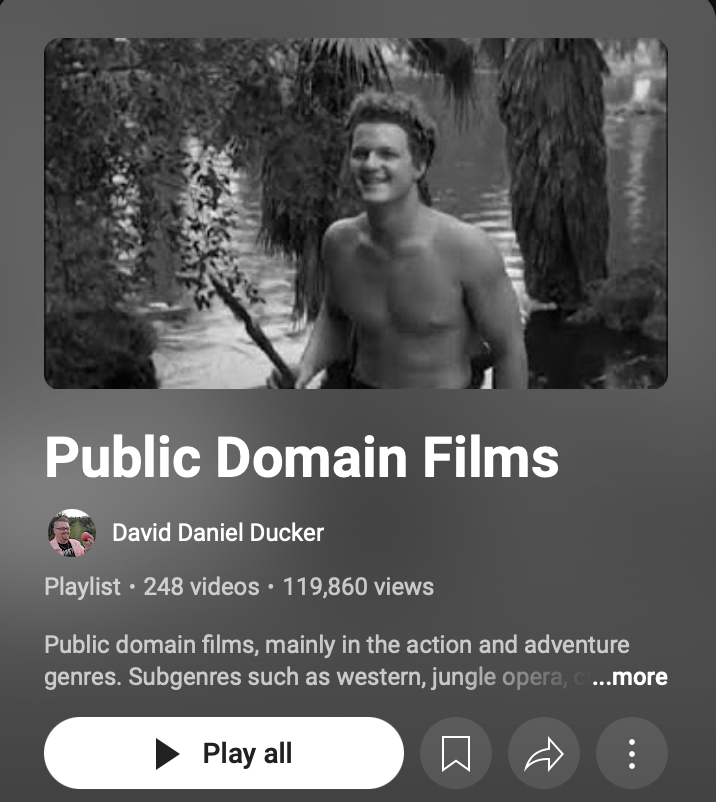 Public Domain Films
David Daniel Ducker
Playlist • 248 videos • 119,860 views
Public domain films, mainly in the action and adventure
genres. Subgenres such as western, jungle opera, c ...more
Play all